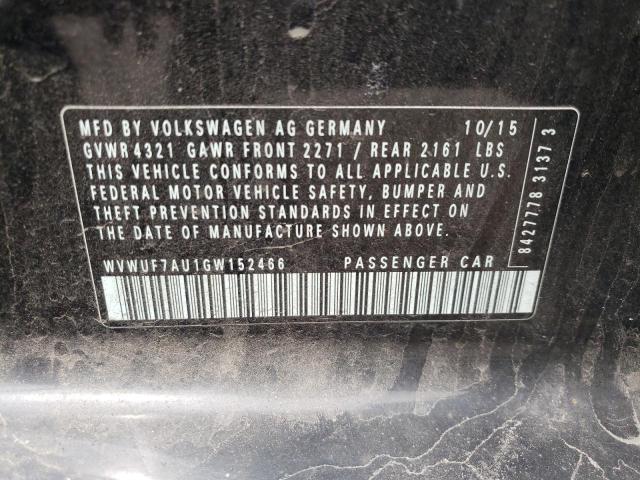 MFD BY VOLKSWAGEN AG GERMANY 10/15
GVWR 4321 GAWR FRONT 2271 / REAR 2161 LBS
THIS VEHICLE CONFORMS TO ALL APPLICABLE U.S.
FEDERAL MOTOR VEHICLE SAFETY, BUMPER AND
THEFT PREVENTION STANDARDS IN EFFECT ON
THE DATE OF MANUFACTURE SHOWN ABOVE.
WVWUF7AU1GW152466 PASSENGER CAR
8427778 3137 3